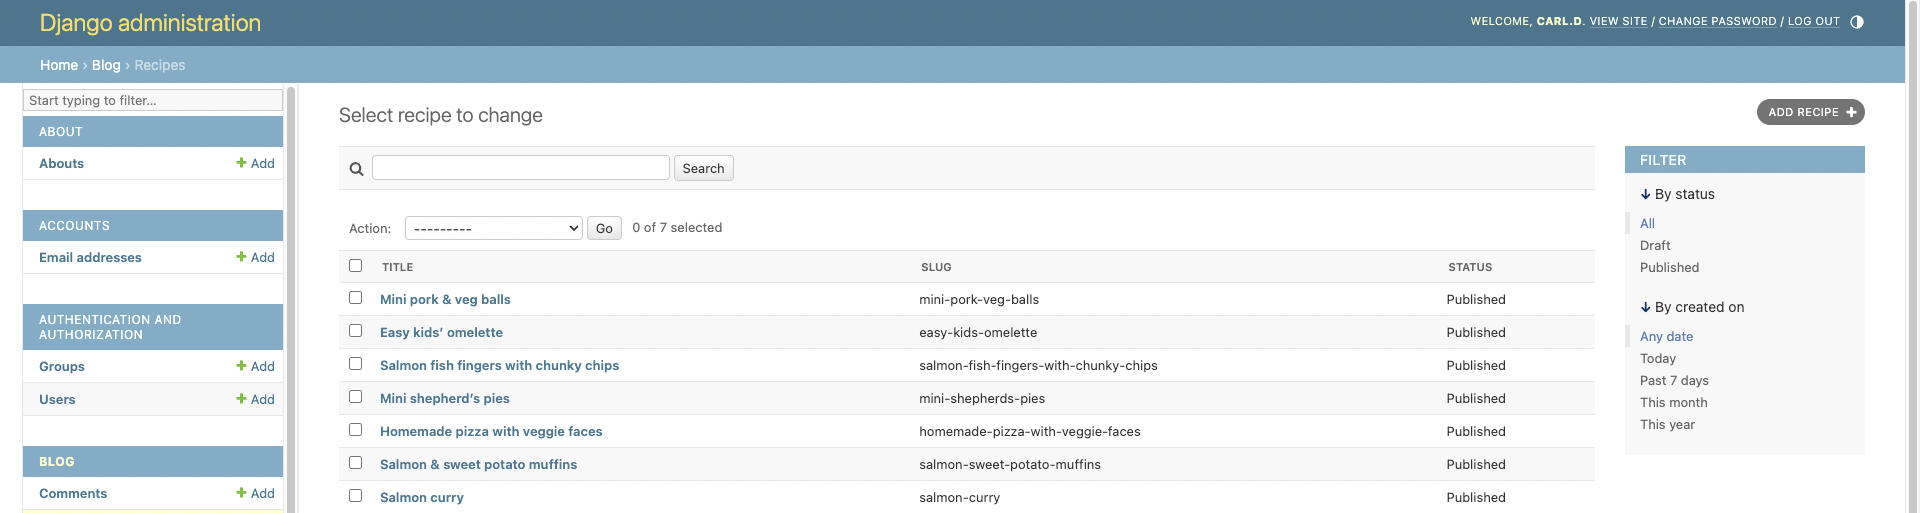 Django administration
WELCOME, CARL.D. VIEW SITE / CHANGE PASSWORD / LOG OUT
Home › Blog › Recipes
Start typing to filter...
ABOUT
Abouts + Add
ACCOUNTS
Email addresses + Add
AUTHENTICATION AND
AUTHORIZATION
Groups + Add
Users + Add
BLOG
Comments + Add
Select recipe to change
ADD RECIPE +
Search
Action: --------- Go 0 of 7 selected
TITLE SLUG STATUS
Mini pork & veg balls mini-pork-veg-balls Published
Easy kids’ omelette easy-kids-omelette Published
Salmon fish fingers with chunky chips salmon-fish-fingers-with-chunky-chips Published
Mini shepherd’s pies mini-shepherds-pies Published
Homemade pizza with veggie faces homemade-pizza-with-veggie-faces Published
Salmon & sweet potato muffins salmon-sweet-potato-muffins Published
Salmon curry salmon-curry Published
FILTER
↓ By status
All
Draft
Published
↓ By created on
Any date
Today
Past 7 days
This month
This year